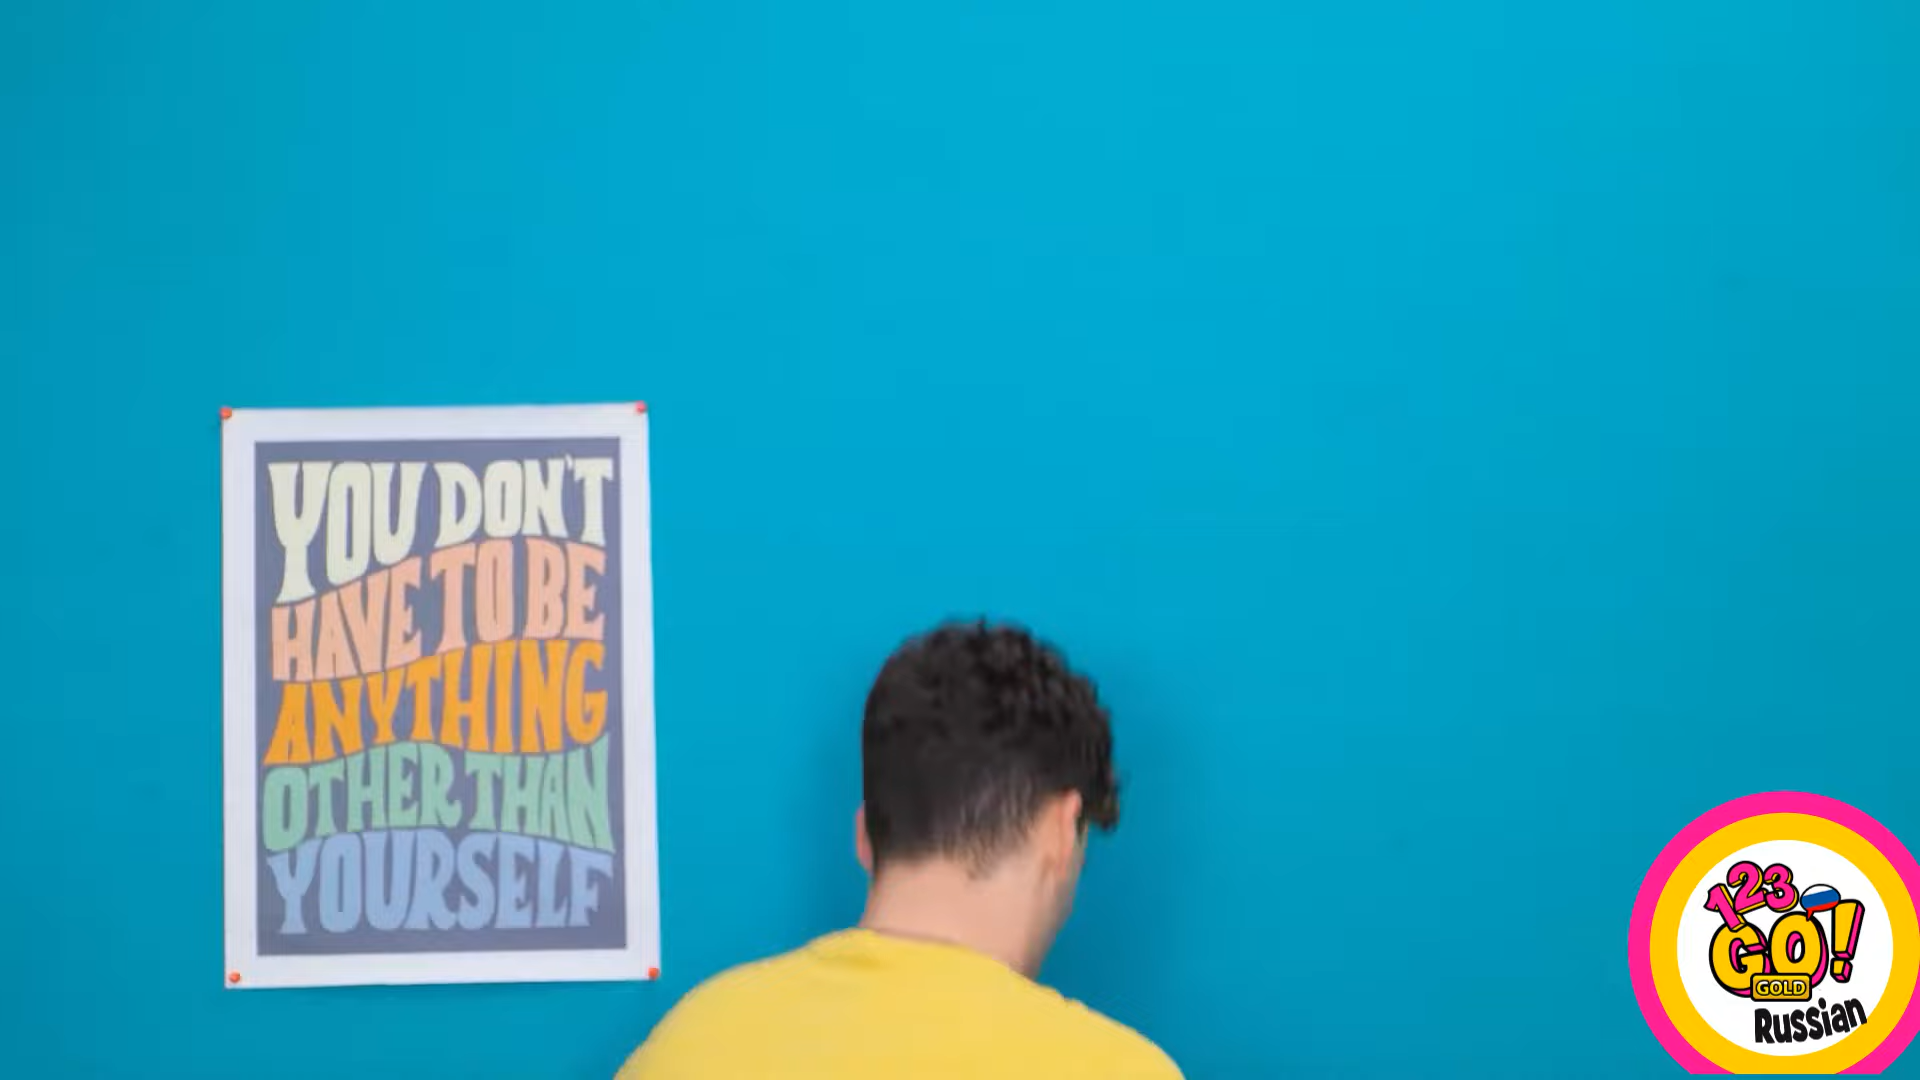 YOU DON'T
HAVE TO BE
ANYTHING
OTHER THAN
YOURSELF
123
GO!
GOLD
Russian